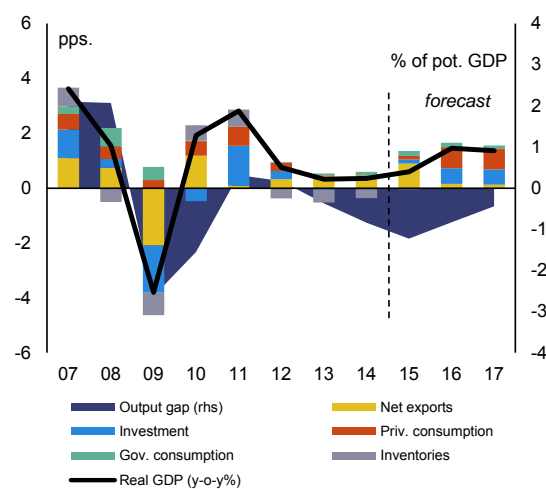 pps.
% of pot. GDP
forecast
6
4
2
0
-2
-4
-6
4
3
2
1
0
-1
-2
-3
-4
07 08 09 10 11 12 13 14 15 16 17
Output gap (rhs) Net exports
Investment Priv. consumption
Gov. consumption Inventories
Real GDP (y-o-y%)